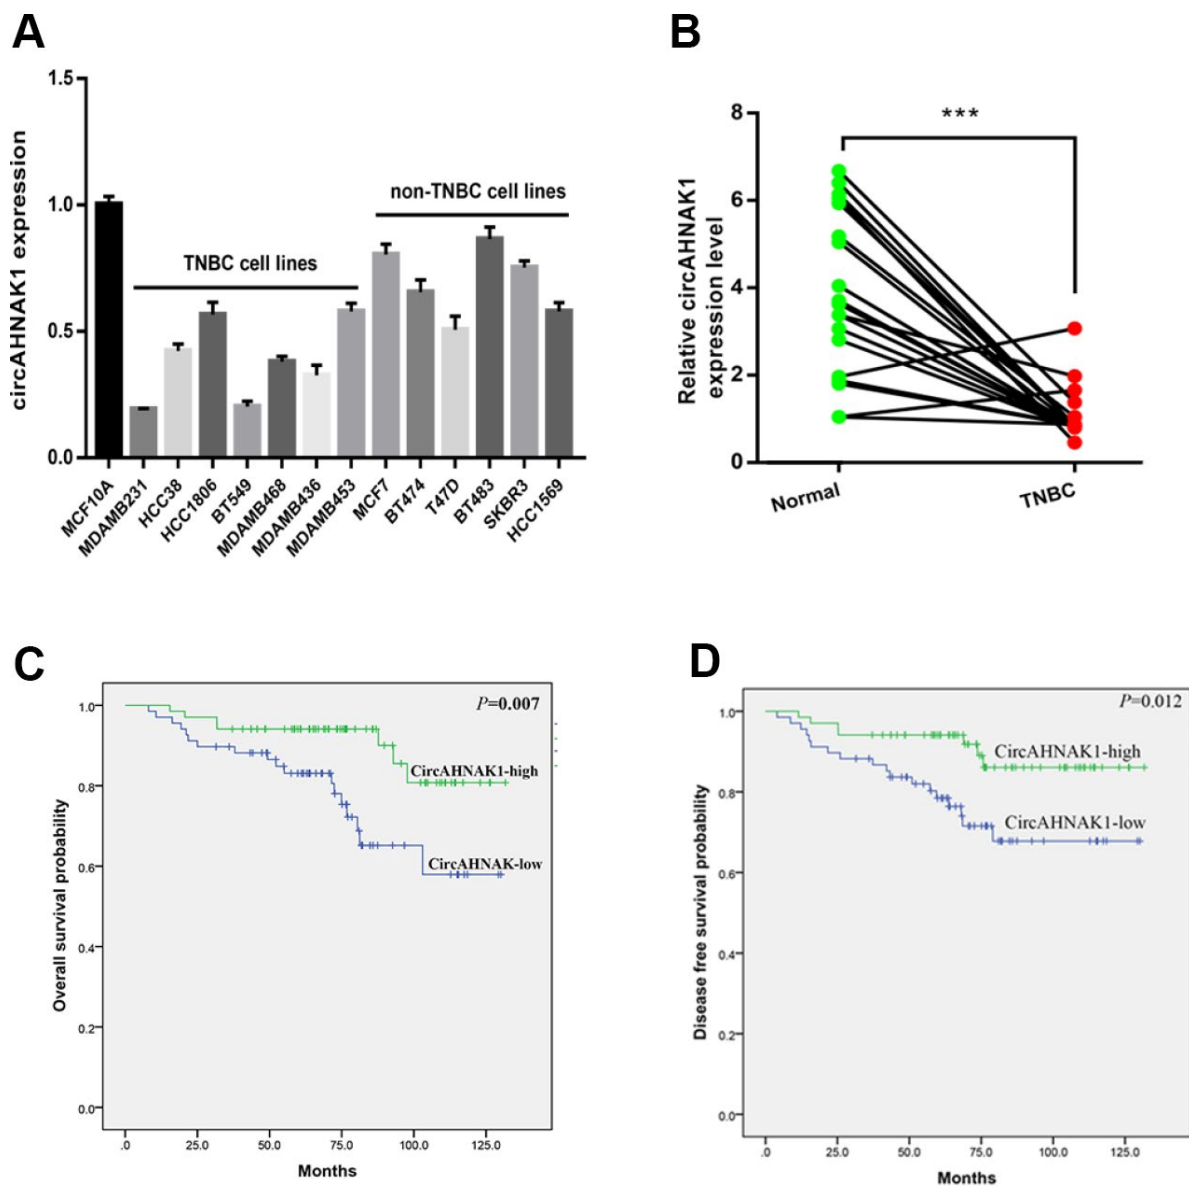 A
circAHNAK1 expression
1.5
1.0
0.5
0.0
TNBC cell lines
non-TNBC cell lines
MCF10A
MDAMB231
HCC38
HCC1806
BT549
MDAMB468
MDAMB436
MDAMB453
MCF7
BT474
T47D
BT483
SKBR3
HCC1569
B
Relative circAHNAK1
expression level
8
6
4
2
0
***
Normal
TNBC
C
Overall survival probability
1.0
0.8
0.6
0.4
0.2
0.0
P=0.007
CircAHNAK1-high
CircAHNAK-low
.0
25.0
50.0
75.0
100.0
125.0
Months
D
Disease free survival probability
1.0
0.8
0.6
0.4
0.2
0.0
P=0.012
CircAHNAK1-high
CircAHNAK1-low
.0
25.0
50.0
75.0
100.0
125.0
Months